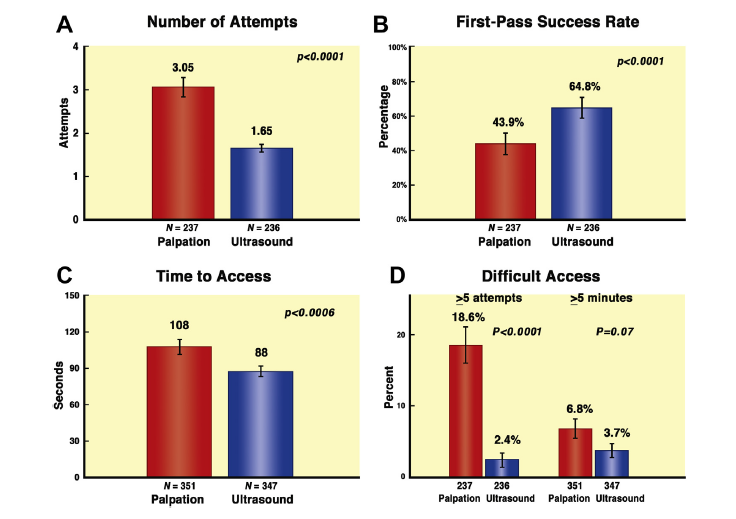 A
Number of Attempts
4
3
2
1
0
Attempts
p<0.0001
3.05
1.65
N = 237
N = 236
Palpation
Ultrasound
B
First-Pass Success Rate
100%
80%
60%
40%
20%
0%
Percentage
p<0.0001
43.9%
64.8%
N = 237
N = 236
Palpation
Ultrasound
C
Time to Access
150
120
90
60
30
0
Seconds
p<0.0006
108
88
N = 351
N = 347
Palpation
Ultrasound
D
Difficult Access
≥5 attempts
≥5 minutes
20
10
0
Percent
18.6%
P<0.0001
P=0.07
2.4%
6.8%
3.7%
237
236
351
347
Palpation
Ultrasound
Palpation
Ultrasound